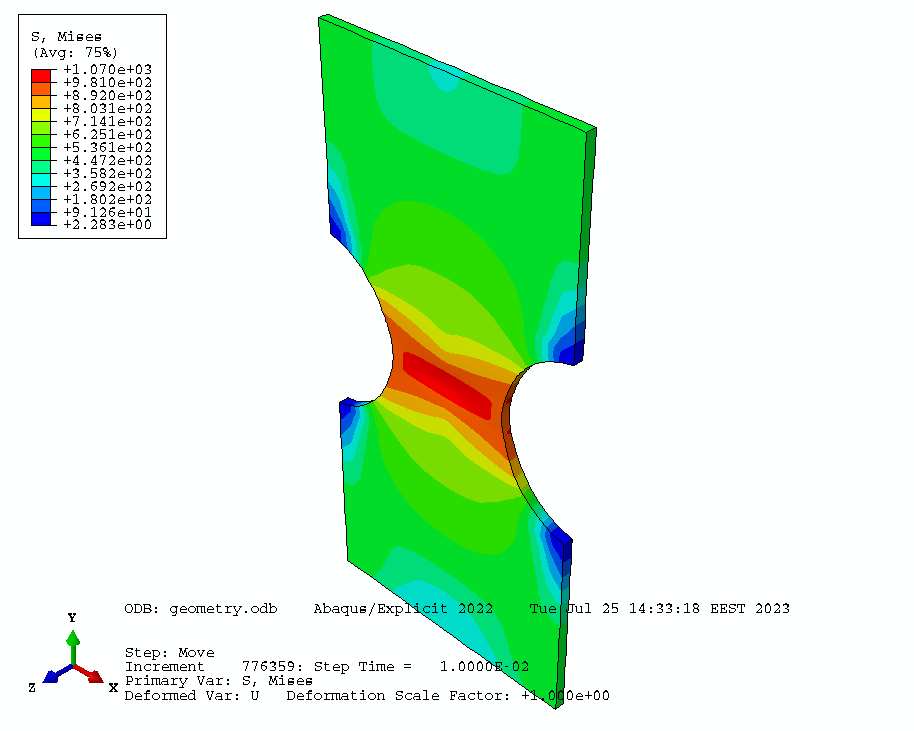 S, Mises
(Avg: 75%)
+1.070e+03
+9.810e+02
+8.920e+02
+8.031e+02
+7.141e+02
+6.251e+02
+5.361e+02
+4.472e+02
+3.582e+02
+2.692e+02
+1.802e+02
+9.126e+01
+2.283e+00
ODB: geometry.odb Abaqus/Explicit 2022 Tue Jul 25 14:33:18 EEST 2023
Y
Z
X
Step: Move
Increment 776359: Step Time = 1.0000E-02
Primary Var: S, Mises
Deformed Var: U Deformation Scale Factor: +1.000e+00